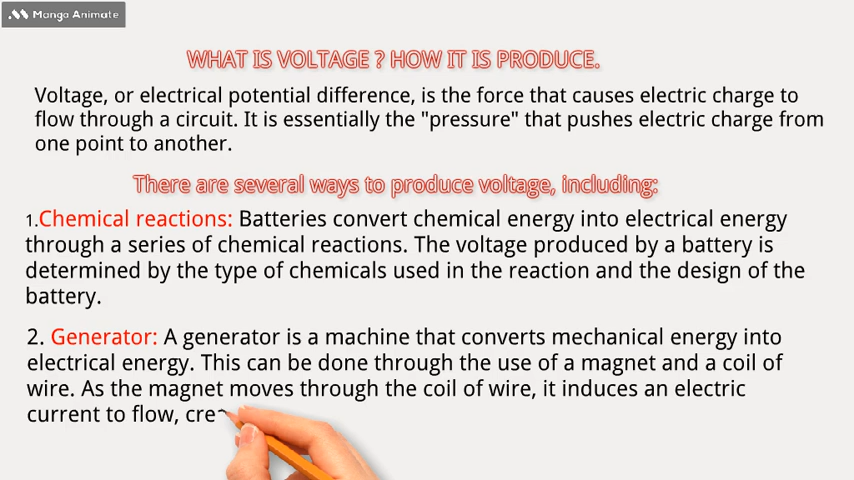 Mango Animate
WHAT IS VOLTAGE ? HOW IT IS PRODUCE.
Voltage, or electrical potential difference, is the force that causes electric charge to
flow through a circuit. It is essentially the "pressure" that pushes electric charge from
one point to another.
There are several ways to produce voltage, including:
1.Chemical reactions: Batteries convert chemical energy into electrical energy
through a series of chemical reactions. The voltage produced by a battery is
determined by the type of chemicals used in the reaction and the design of the
battery.
2. Generator: A generator is a machine that converts mechanical energy into
electrical energy. This can be done through the use of a magnet and a coil of
wire. As the magnet moves through the coil of wire, it induces an electric
current to flow, cre